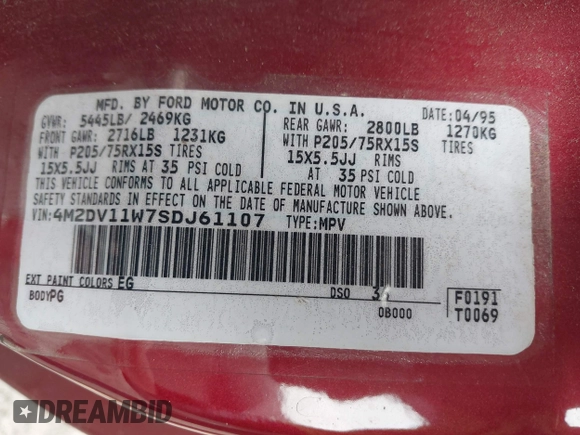 MFD. BY FORD MOTOR CO. IN U.S.A.
DATE: 04/95
GVWR: 5445LB/ 2469KG
FRONT GAWR: 2716LB 1231KG
REAR GAWR: 2800LB 1270KG
WITH P205/75RX15S TIRES
WITH P205/75RX15S TIRES
15X5.5JJ RIMS
15X5.5JJ RIMS
AT 35 PSI COLD
AT 35 PSI COLD
THIS VEHICLE CONFORMS TO ALL APPLICABLE FEDERAL MOTOR VEHICLE
SAFETY STANDARDS IN EFFECT ON THE DATE OF MANUFACTURE SHOWN ABOVE
VIN: 4M2DV11W7SDJ61107 TYPE: MPV
EXT PAINT COLORS EG
DSO
BODY PG
0B000
F0191
T0069
DREAMBID